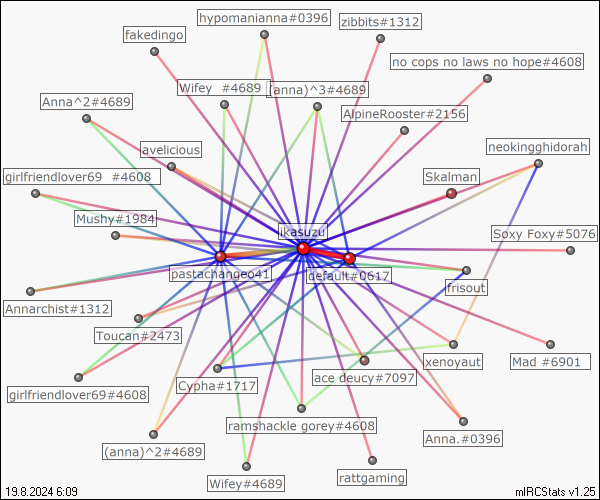 hypomanianna#0396
zibbits#1312
fakedingo
no cops no laws no hope#4608
Wifey  #4689
(anna)^3#4689
Anna^2#4689
AlpineRooster#2156
neokingghidorah
avelicious
girlfriendlover69  #4608
Skalman
Mushy#1984
ikasuzu
Soxy Foxy#5076
pastachangeo41
default#0617
frisout
Annarchist#1312
Toucan#2473
xenoyaut
Mad #6901
ace deucy#7097
Cypha#1717
girlfriendlover69#4608
ramshackle gorey#4608
Anna.#0396
(anna)^2#4689
Wifey#4689
rattgaming
19.8.2024 6:09
mIRCStats v1.25